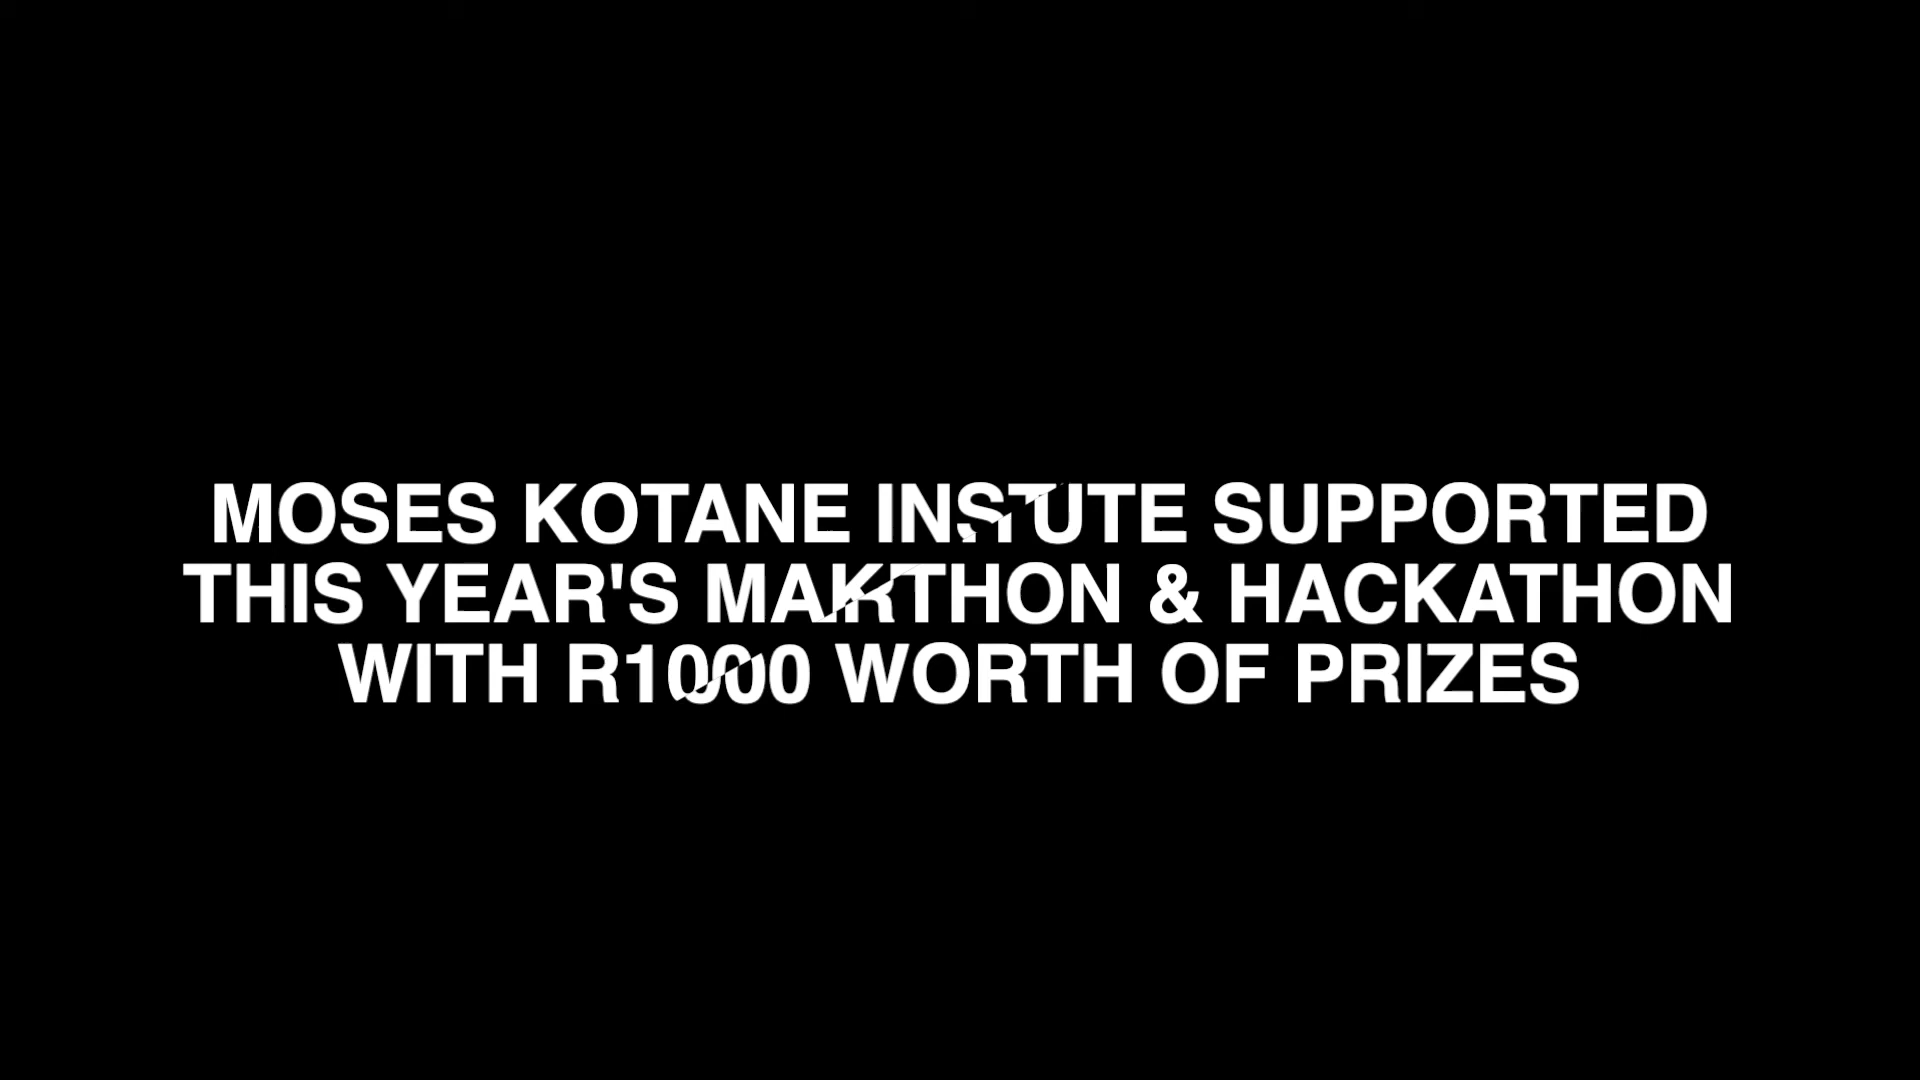 MOSES KOTANE INSTUTE SUPPORTED
THIS YEAR'S MAKTHON & HACKATHON
WITH R1000 WORTH OF PRIZES